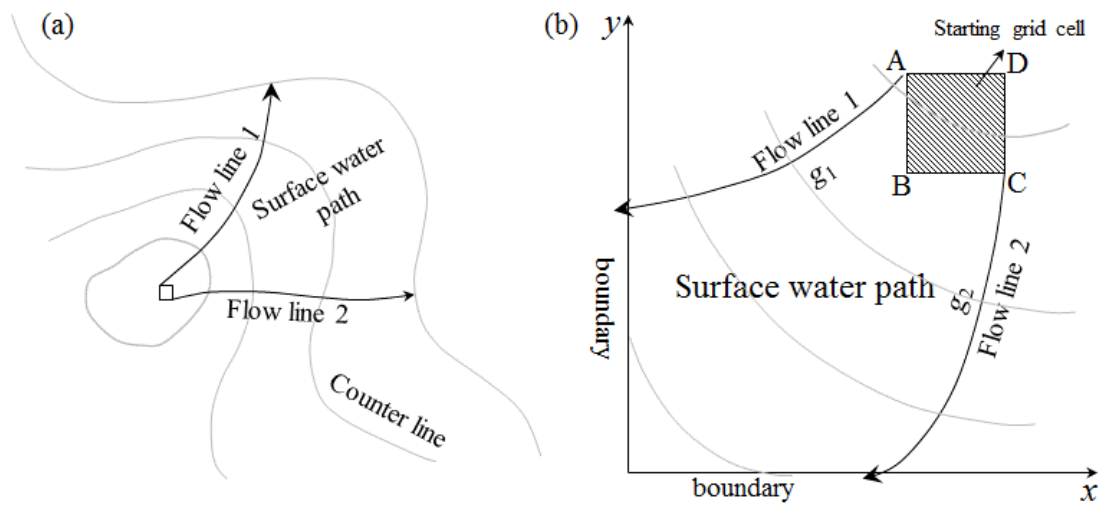 (a)
Flow line 1
Surface water
path
Flow line 2
Counter line
(b)
y
Starting grid cell
A
D
Flow line 1
g1
B
C
boundary
Surface water path
g2
Flow line 2
boundary
x